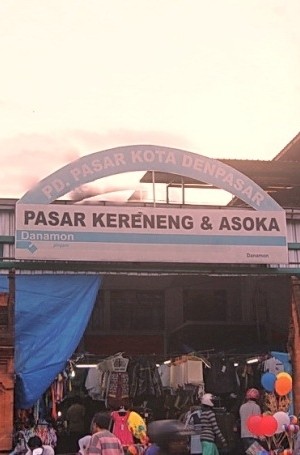 PD. PASAR KOTA DENPASAR
PASAR KERENENG & ASOKA
Danamon
Danamon